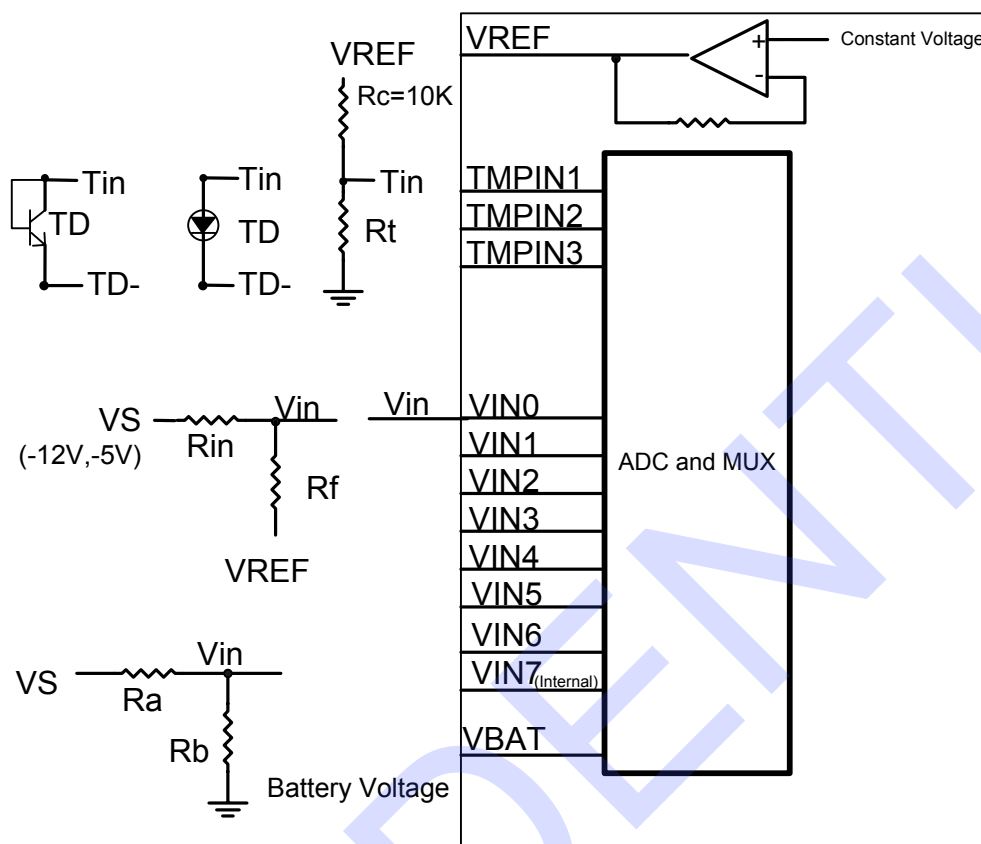 VREF
Constant Voltage
+
-
VREF
Rc=10K
Tin
Rt
Tin
TD
TD-
Tin
TD
TD-
TMPIN1
TMPIN2
TMPIN3
VS
(-12V,-5V)
Rin
Vin
Rf
VREF
Vin
VIN0
VIN1
VIN2
VIN3
VIN4
VIN5
VIN6
VIN7(Internal)
VBAT
ADC and MUX
VS
Ra
Vin
Rb
Battery Voltage
DENTI